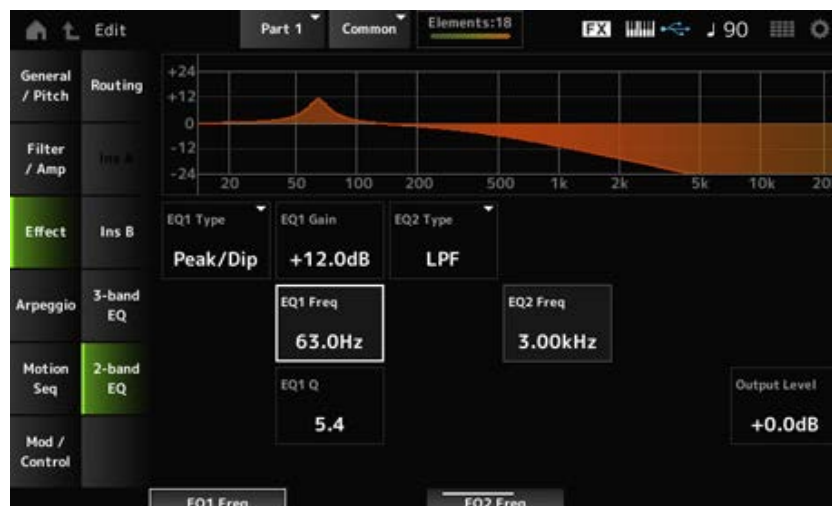 Edit
Part 1
Common
Elements:18
FX
♩ 90
General / Pitch
Filter / Amp
Effect
Arpeggio
Motion Seq
Mod / Control
Routing
Ins A
Ins B
3-band EQ
2-band EQ
+24
+12
0
-12
-24
20 50 100 200 500 1k 2k 5k 10k 20
EQ1 Type
Peak/Dip
EQ1 Gain
+12.0dB
EQ2 Type
LPF
EQ1 Freq
63.0Hz
EQ2 Freq
3.00kHz
EQ1 Q
5.4
Output Level
+0.0dB
EQ1 Freq
EQ2 Freq